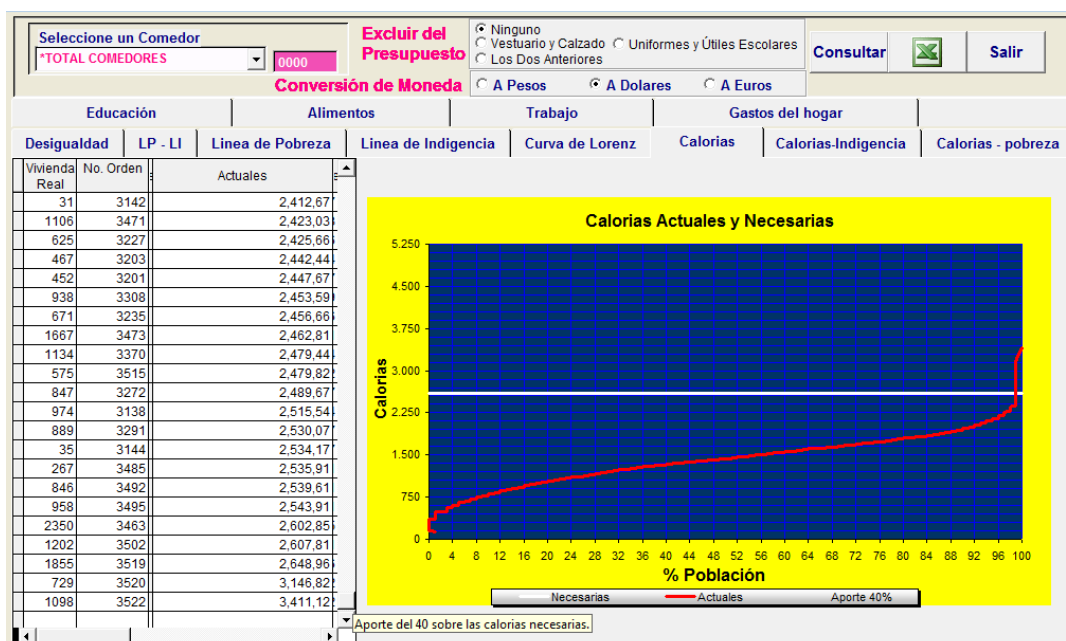 Seleccione un Comedor
*TOTAL COMEDORES
0000
Excluir del
Presupuesto
Ninguno
Vestuario y Calzado
Uniformes y Útiles Escolares
Los Dos Anteriores
Consultar
Salir
Conversión de Moneda
A Pesos
A Dolares
A Euros
Educación
Alimentos
Trabajo
Gastos del hogar
Desigualdad
LP - LI
Linea de Pobreza
Linea de Indigencia
Curva de Lorenz
Calorias
Calorias-Indigencia
Calorias - pobreza
Vivienda Real No. Orden Actuales
31 3142 2,412,67
1106 3471 2,423,03
625 3227 2,425,66
467 3203 2,442,44
452 3201 2,447,67
938 3308 2,453,59
671 3235 2,456,66
1667 3473 2,462,81
1134 3370 2,479,44
575 3515 2,479,82
847 3272 2,489,67
974 3138 2,515,54
889 3291 2,530,07
35 3144 2,534,17
267 3485 2,535,91
846 3492 2,539,61
958 3495 2,543,91
2350 3463 2,602,85
1202 3502 2,607,81
1855 3519 2,648,96
729 3520 3,146,82
1098 3522 3,411,12
Calorias Actuales y Necesarias
Calorias
5.250
4.500
3.750
3.000
2.250
1.500
750
0
0 4 8 12 16 20 24 28 32 36 40 44 48 52 56 60 64 68 72 76 80 84 88 92 96 100
% Población
Necesarias Actuales Aporte 40%
Aporte del 40 sobre las calorias necesarias.